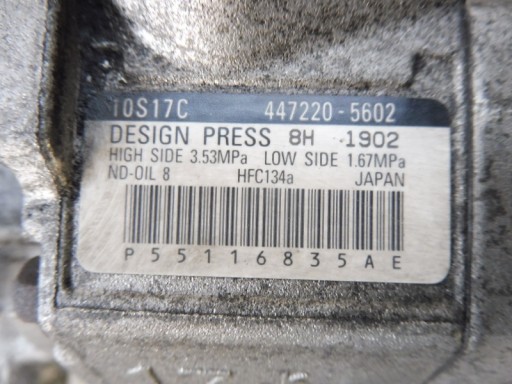 10S17C 447220-5602
DESIGN PRESS 8H -1902
HIGH SIDE 3.53MPa LOW SIDE 1.67MPa
ND-OIL 8 HFC134a JAPAN
P55116835AE